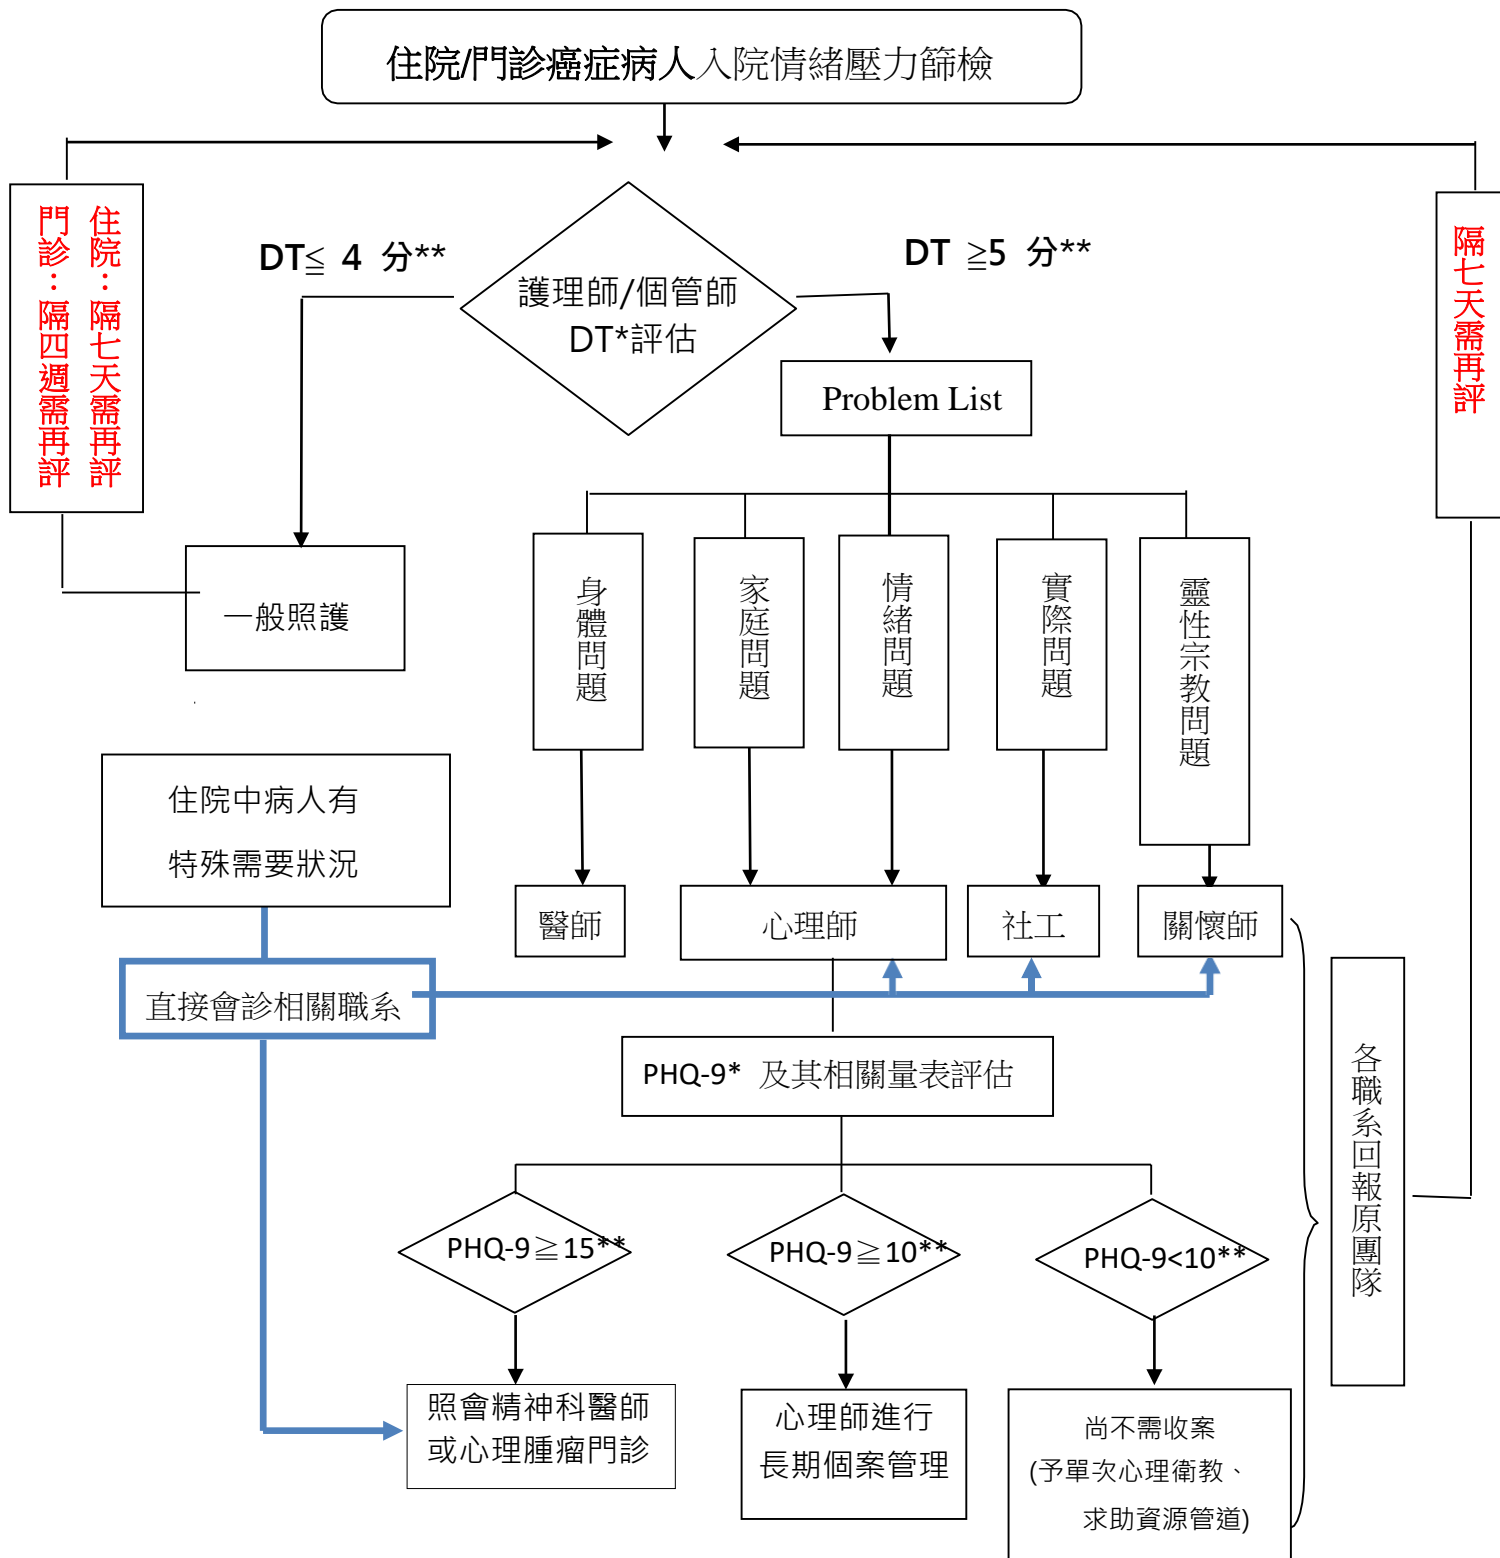 住院/門診癌症病人入院情緒壓力篩檢
住院：隔七天需再評
門診：隔四週需再評
DT≦ 4 分**
DT ≧5 分**
護理師/個管師
DT*評估
隔七天需再評
Problem List
一般照護
身體問題
家庭問題
情緒問題
實際問題
靈性宗教問題
住院中病人有
特殊需要狀況
醫師
心理師
社工
關懷師
直接會診相關職系
PHQ-9* 及其相關量表評估
各職系回報原團隊
PHQ-9≧15**
PHQ-9≧10**
PHQ-9<10**
照會精神科醫師
或心理腫瘤門診
心理師進行
長期個案管理
尚不需收案
(予單次心理衛教、
求助資源管道)